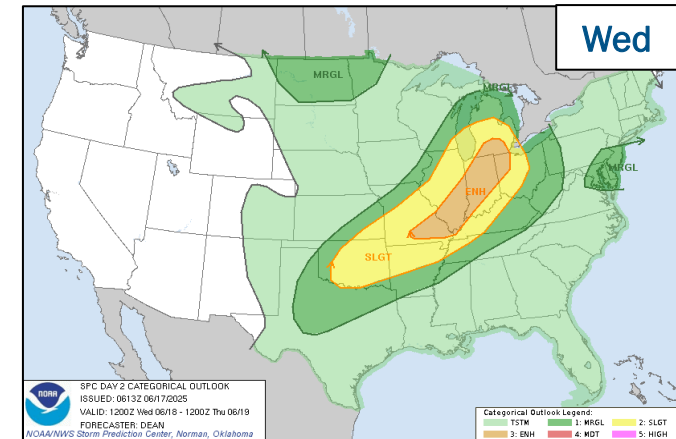 Wed
MRGL
MRGL
MRGL
ENH
SLGT
NOAA
SPC DAY 2 CATEGORICAL OUTLOOK
ISSUED: 0613Z 06/17/2025
VALID: 1200Z Wed 06/18 - 1200Z Thu 06/19
FORECASTER: DEAN
NOAA/NWS Storm Prediction Center, Norman, Oklahoma
Categorical Outlook Legend:
TSTM 1: MRGL 2: SLGT
3: ENH 4: MDT 5: HIGH